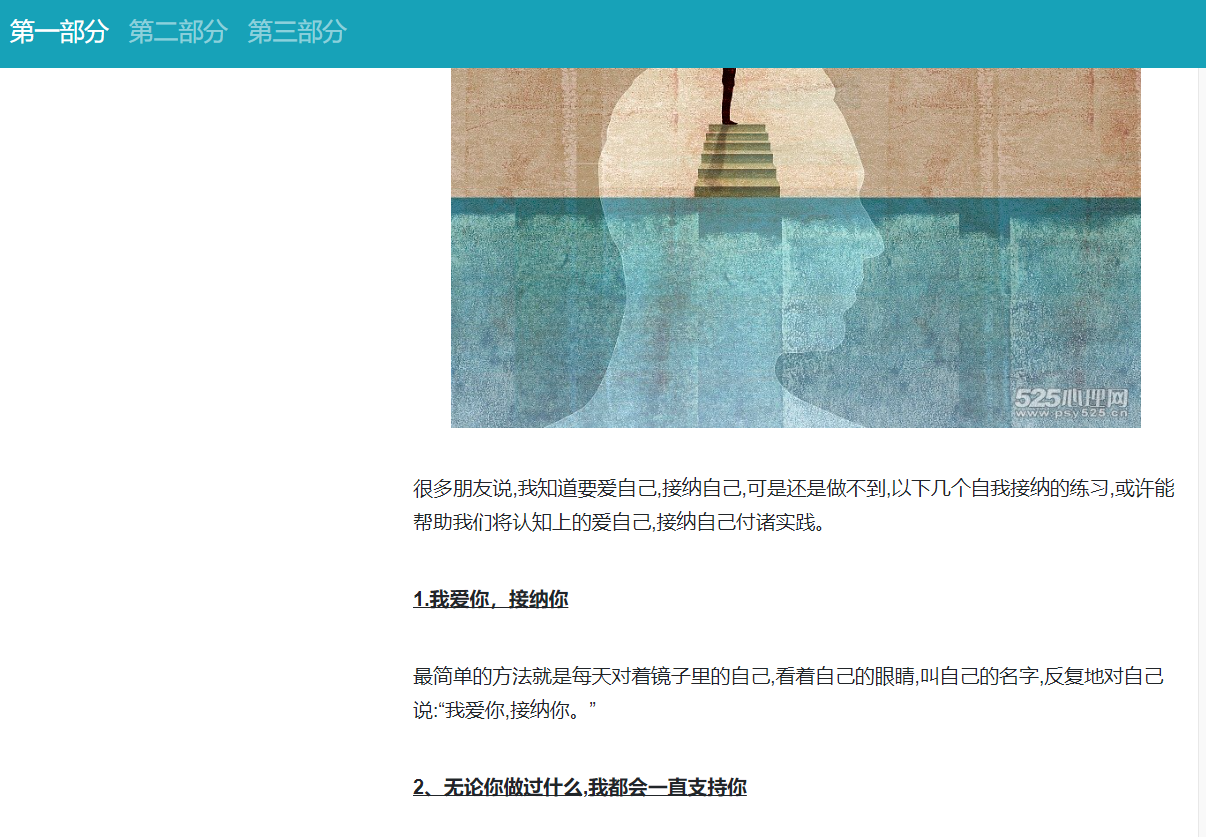 第一部分 第二部分 第三部分
525心理网
www.psy525.cn
很多朋友说,我知道要爱自己,接纳自己,可是还是做不到,以下几个自我接纳的练习,或许能
帮助我们将认知上的爱自己,接纳自己付诸实践。
1.我爱你，接纳你
最简单的方法就是每天对着镜子里的自己,看着自己的眼睛,叫自己的名字,反复地对自己
说:“我爱你,接纳你。”
2、无论你做过什么,我都会一直支持你